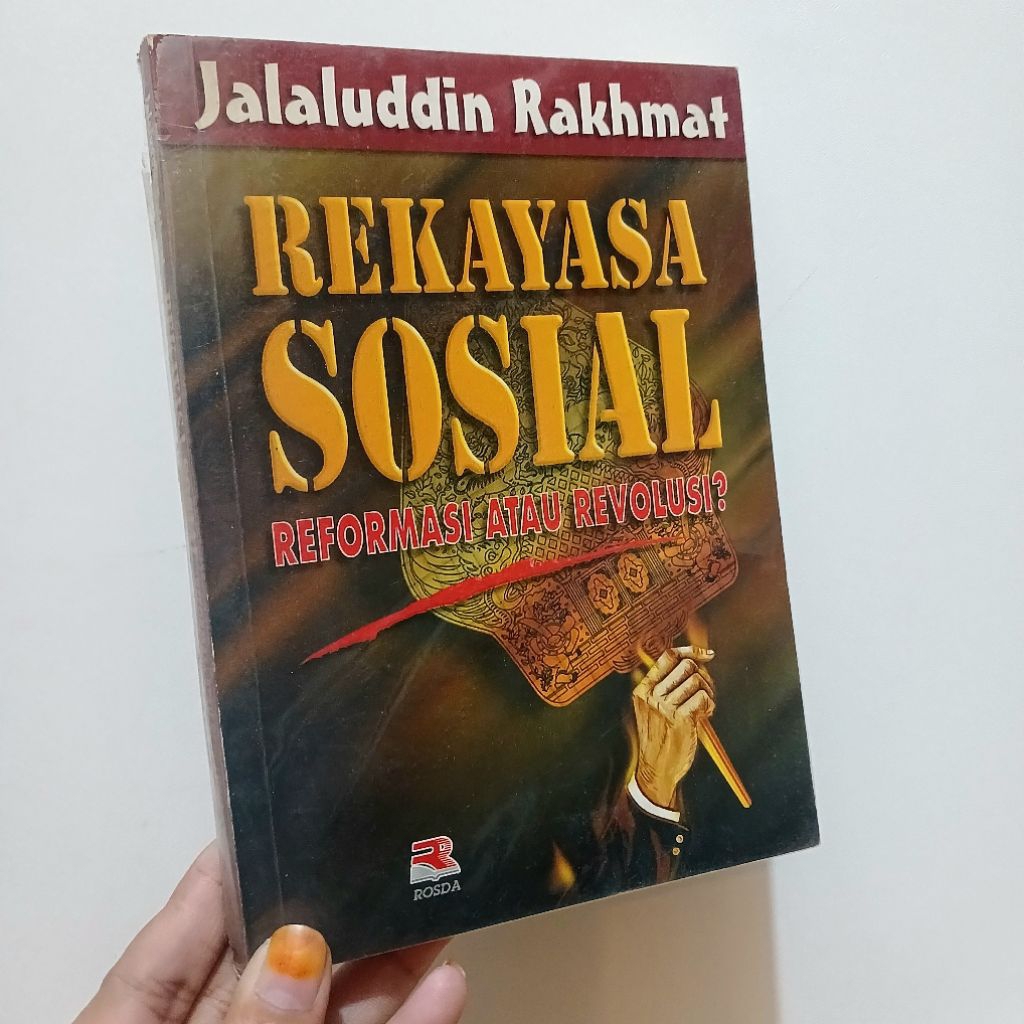 Jalaluddin Rakhmat
REKAYASA
SOSIAL
REFORMASI ATAU REVOLUSI?
ROSDA